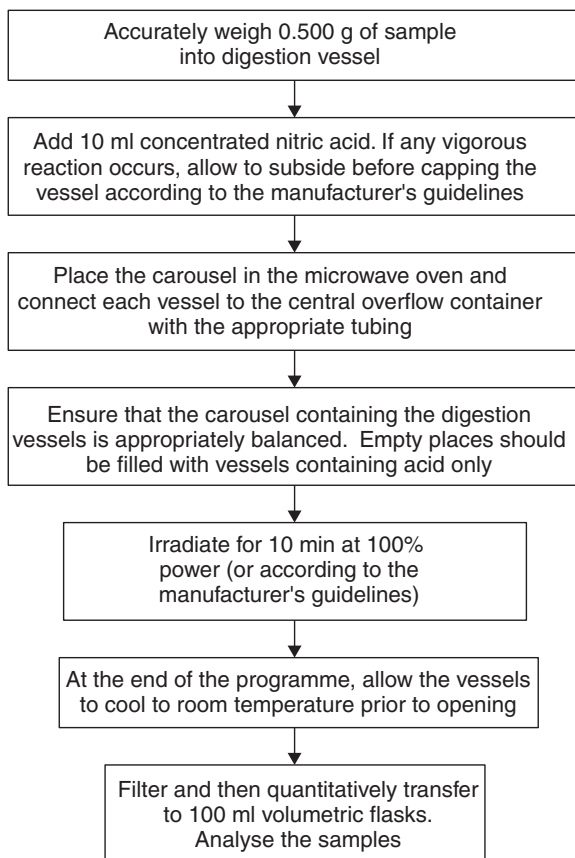 Accurately weigh 0.500 g of sample
into digestion vessel
Add 10 ml concentrated nitric acid. If any vigorous
reaction occurs, allow to subside before capping the
vessel according to the manufacturer's guidelines
Place the carousel in the microwave oven and
connect each vessel to the central overflow container
with the appropriate tubing
Ensure that the carousel containing the digestion
vessels is appropriately balanced. Empty places should
be filled with vessels containing acid only
Irradiate for 10 min at 100%
power (or according to the
manufacturer's guidelines)
At the end of the programme, allow the vessels
to cool to room temperature prior to opening
Filter and then quantitatively transfer
to 100 ml volumetric flasks.
Analyse the samples